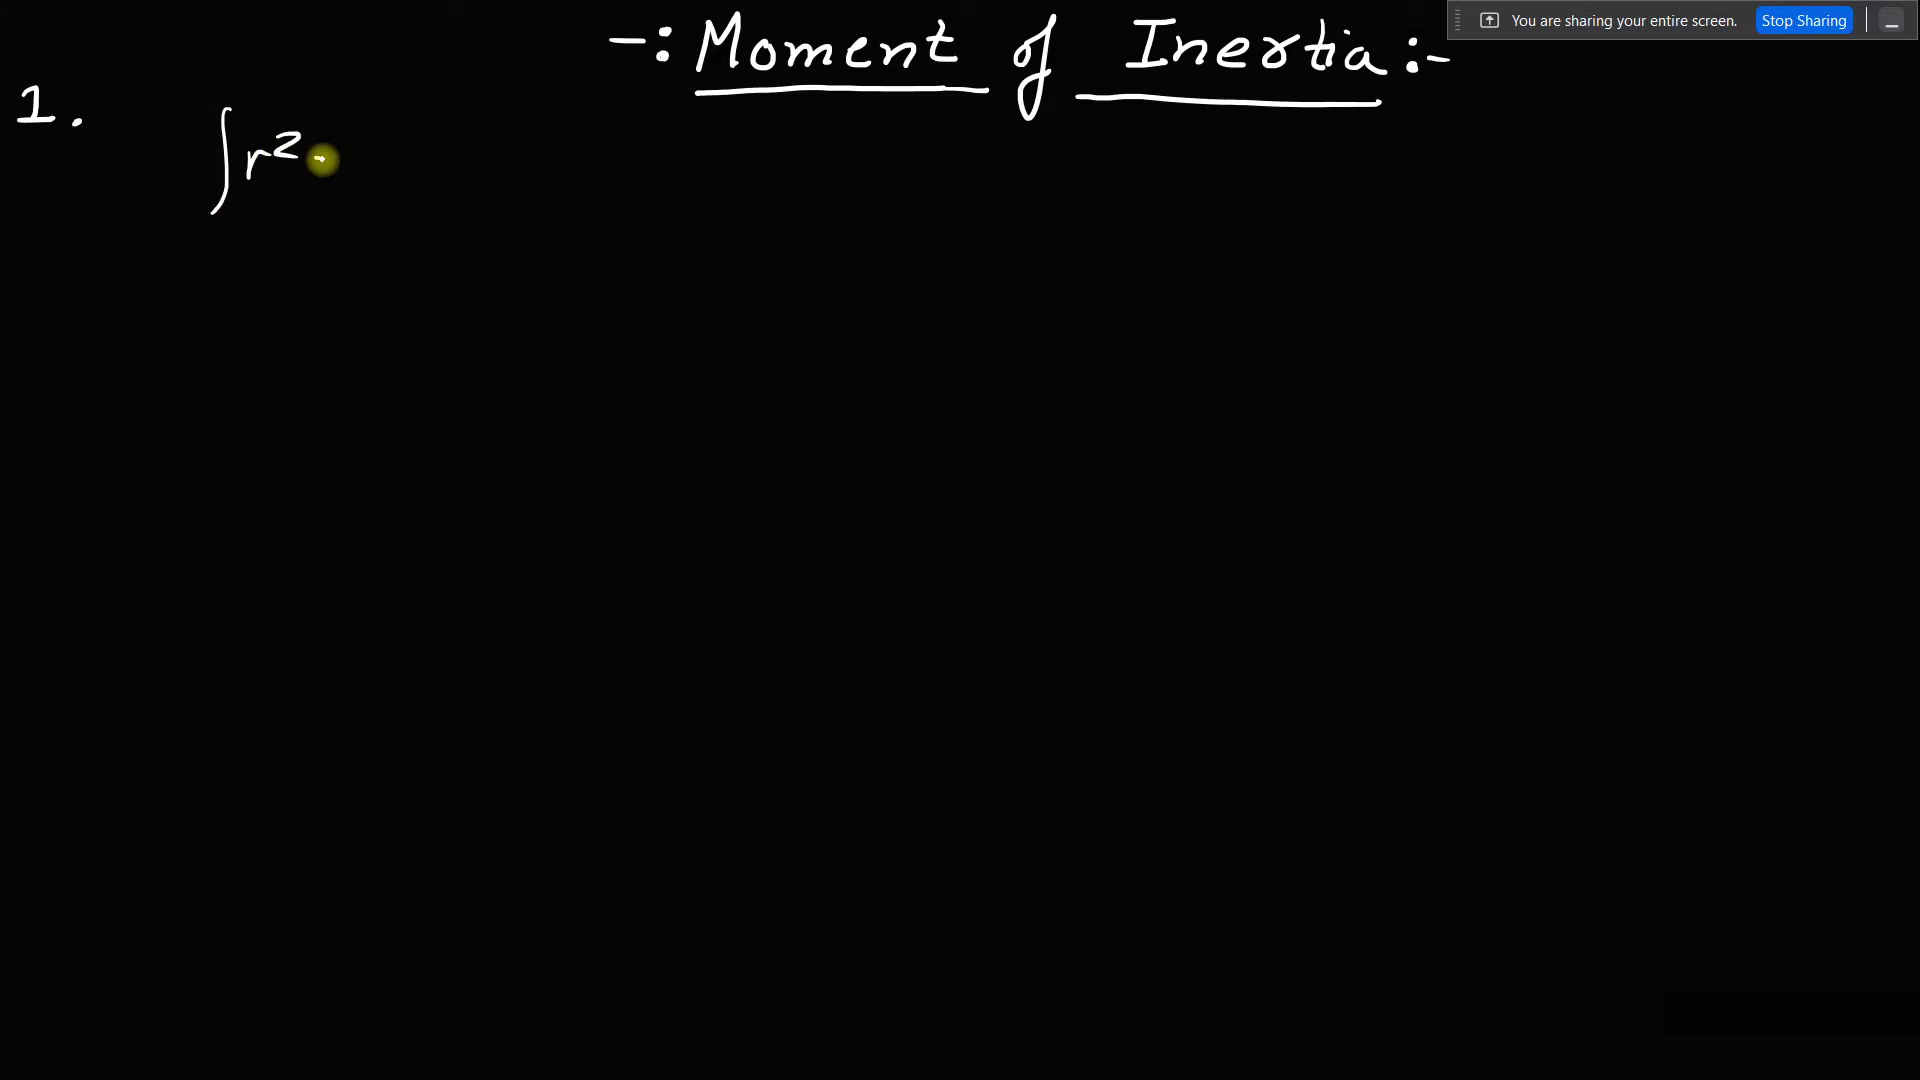 -: Moment of Inertia :-
You are sharing your entire screen. Stop Sharing
1.
∫r² ·